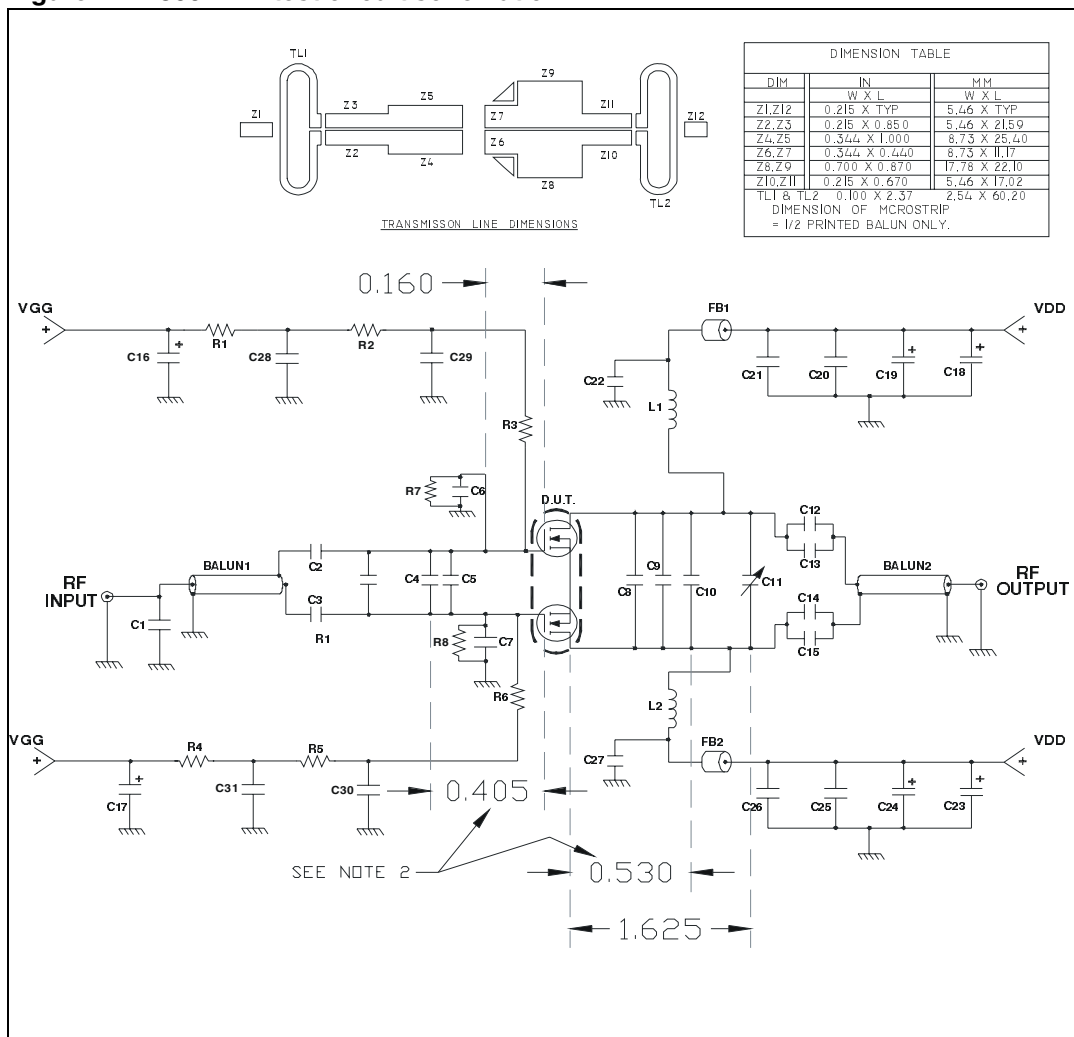 Figure
test circuit schematic
TL1
Z1
Z3
Z5
Z2
Z4
Z9
Z7
Z11
Z12
Z6
Z10
Z8
TL2
TRANSMISSON LINE DIMENSIONS
DIMENSION TABLE
DIM IN MM
W X L W X L
Z1,Z12 0.215 X TYP 5,46 X TYP
Z2,Z3 0.215 X 0.850 5,46 X 21,59
Z4,Z5 0.344 X 1.000 8,73 X 25,40
Z6,Z7 0.344 X 0.440 8,73 X 11,17
Z8,Z9 0.700 X 0.870 17,78 X 22,10
Z10,Z11 0.215 X 0.670 5,46 X 17,02
TL1 & TL2 0.100 X 2.37 2,54 X 60,20
DIMENSION OF MCROSTRIP
= 1/2 PRINTED BALUN ONLY.
0.160
VGG
+
C16
+
R1
C28
R2
C29
R3
FB1
VDD
+
C22
L1
C21
C20
C19
+
C18
+
R7
C6
D.U.T.
RF
INPUT
C1
BALUN1
C2
C3
R1
C4
C5
R8
C7
R6
C8
C9
C10
C11
C12
C13
C14
C15
BALUN2
RF
OUTPUT
VGG
+
R4
R5
C17
+
C31
C30
L2
C27
FB2
VDD
+
C26
C25
C24
+
C23
+
0.405
SEE NOTE 2
0.530
1.625